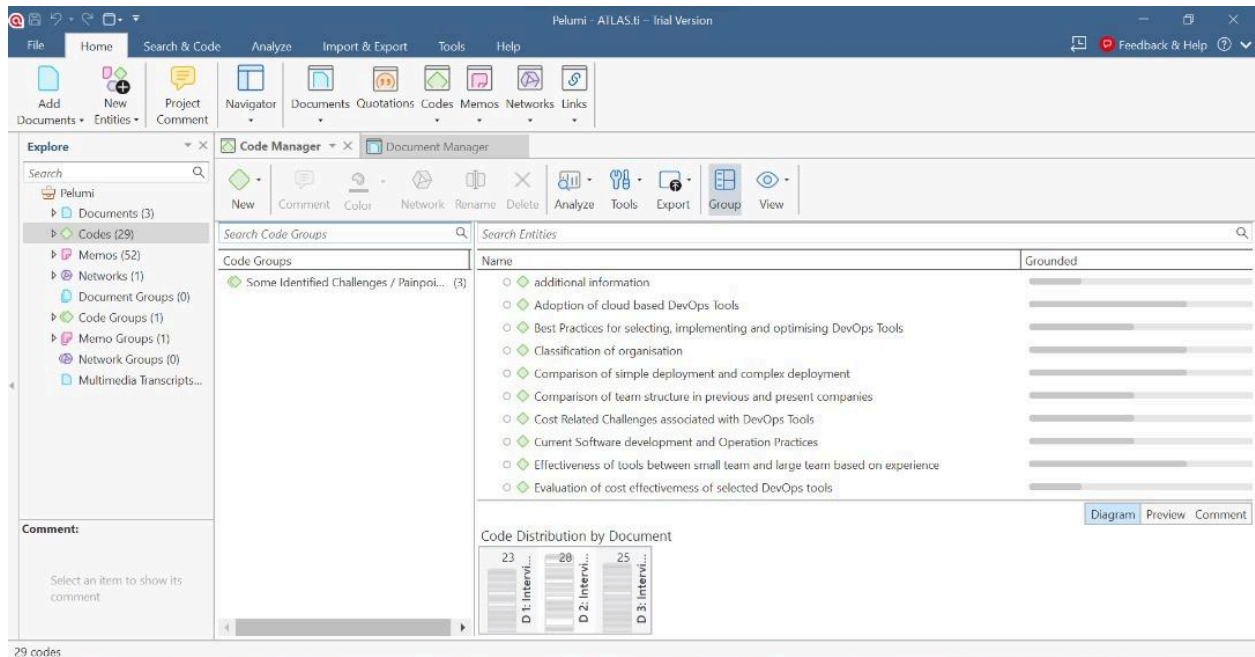 Pelumi - ATLAS.ti - Trial Version
File Home Search & Code Analyze Import & Export Tools Help Feedback & Help
Add Documents
New Entities
Project Comment
Navigator
Documents Quotations Codes Memos Networks Links
Explore
Search
Pelumi
Documents (3)
Codes (29)
Memos (52)
Networks (1)
Document Groups (0)
Code Groups (1)
Memo Groups (1)
Network Groups (0)
Multimedia Transcripts...
Comment:
Select an item to show its
comment
Code Manager Document Manager
New Comment Color Network Rename Delete Analyze Tools Export Group View
Search Code Groups
Code Groups
Some Identified Challenges / Painpoi... (3)
Search Entities
Name Grounded
additional information
Adoption of cloud based DevOps Tools
Best Practices for selecting, implementing and optimising DevOps Tools
Classification of organisation
Comparison of simple deployment and complex deployment
Comparison of team structure in previous and present companies
Cost Related Challenges associated with DevOps Tools
Current Software development and Operation Practices
Effectiveness of tools between small team and large team based on experience
Evaluation of cost effectivemess of selected DevOps tools
Diagram Preview Comment
Code Distribution by Document
23 28 25
D 1: Intervi...
D 2: Intervi...
D 3: Intervi...
29 codes